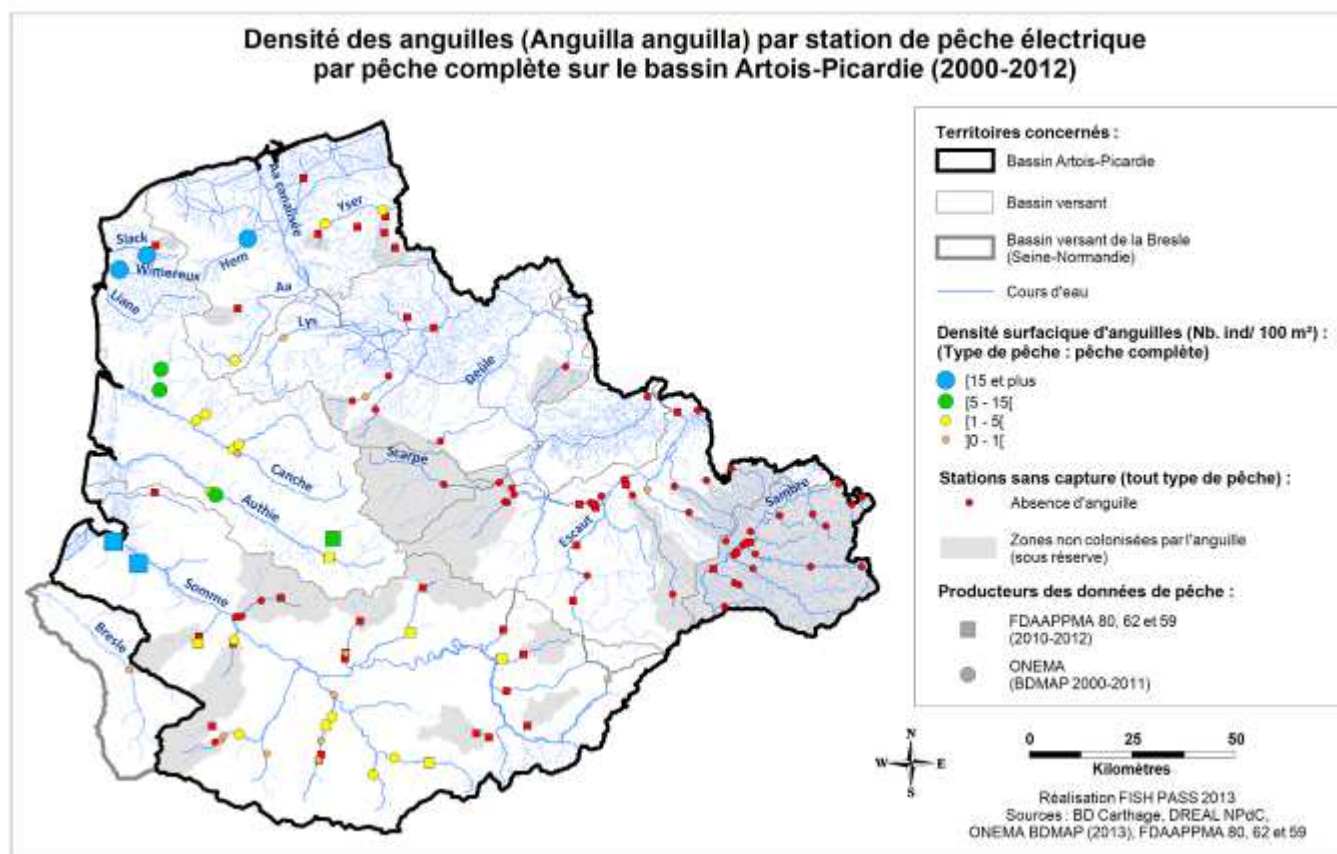 Densité des anguilles (Anguilla anguilla) par station de pêche électrique
par pêche complète sur le bassin Artois-Picardie (2000-2012)
Aa canalisée
Yser
Slack
Wimereux
Hem
Liane
Aa
Lys
Deûle
Scarpe
Canche
Authie
Escaut
Sambre
Somme
Bresle
Territoires concernés :
Bassin Artois-Picardie
Bassin versant
Bassin versant de la Bresle
(Seine-Normandie)
Cours d'eau
Densité surfacique d'anguilles (Nb. ind/ 100 m²) :
(Type de pêche : pêche complète)
[15 et plus
[5 - 15[
[1 - 5[
]0 - 1[
Stations sans capture (tout type de pêche) :
Absence d'anguille
Zones non colonisées par l'anguille
(sous réserve)
Producteurs des données de pêche :
FDAAPPMA 80, 62 et 59
(2010-2012)
ONEMA
(BDMAP 2000-2011)
N
W E
S
0 25 50
Kilomètres
Réalisation FISH PASS 2013
Sources : BD Carthage, DREAL NPdC,
ONEMA BDMAP (2013), FDAAPPMA 80, 62 et 59